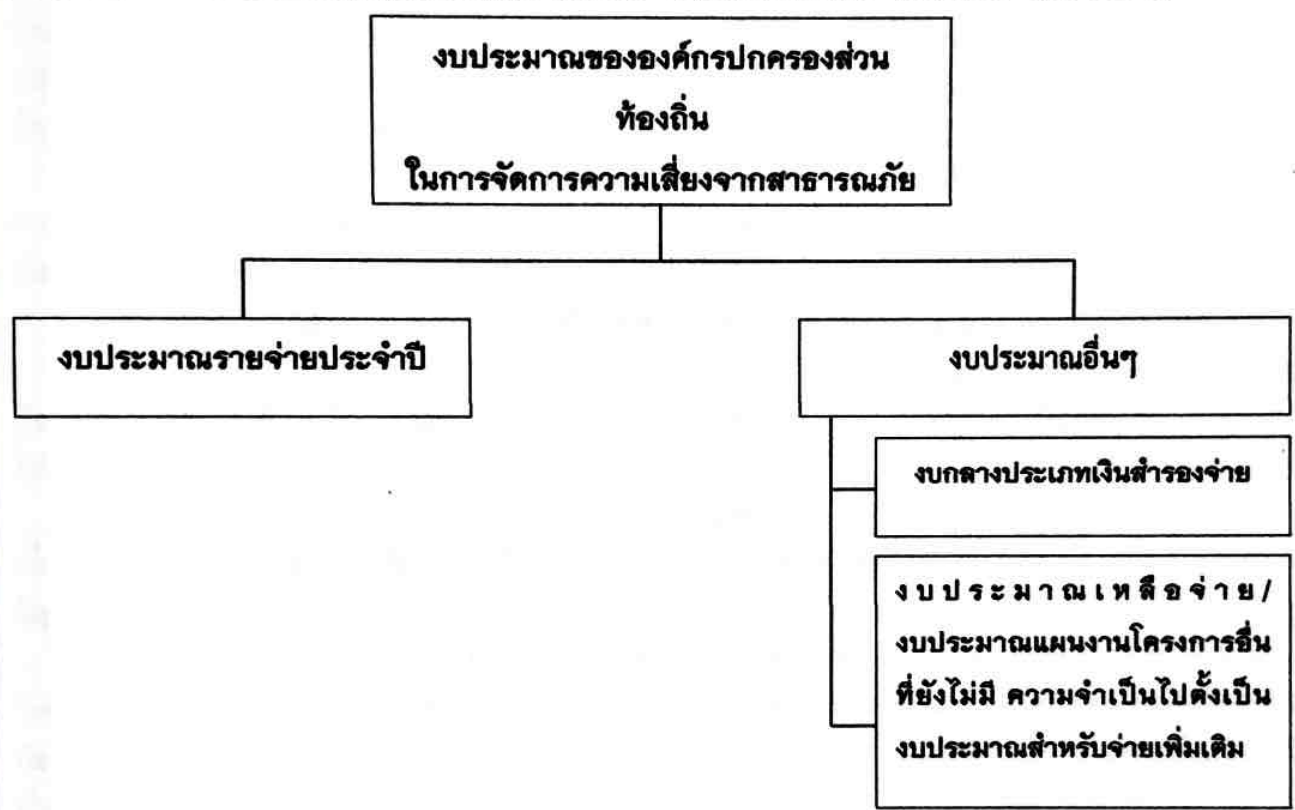 งบประมาณขององค์กรปกครองส่วน
ท้องถิ่น
ในการจัดการความเสี่ยงจากสาธารณภัย
งบประมาณรายจ่ายประจำปี
งบประมาณอื่นๆ
งบกลางประเภทเงินสำรองจ่าย
งบประมาณเหลือจ่าย/
งบประมาณแผนงานโครงการอื่น
ที่ยังไม่มี ความจำเป็นไปตั้งเป็น
งบประมาณสำหรับจ่ายเพิ่มเติม